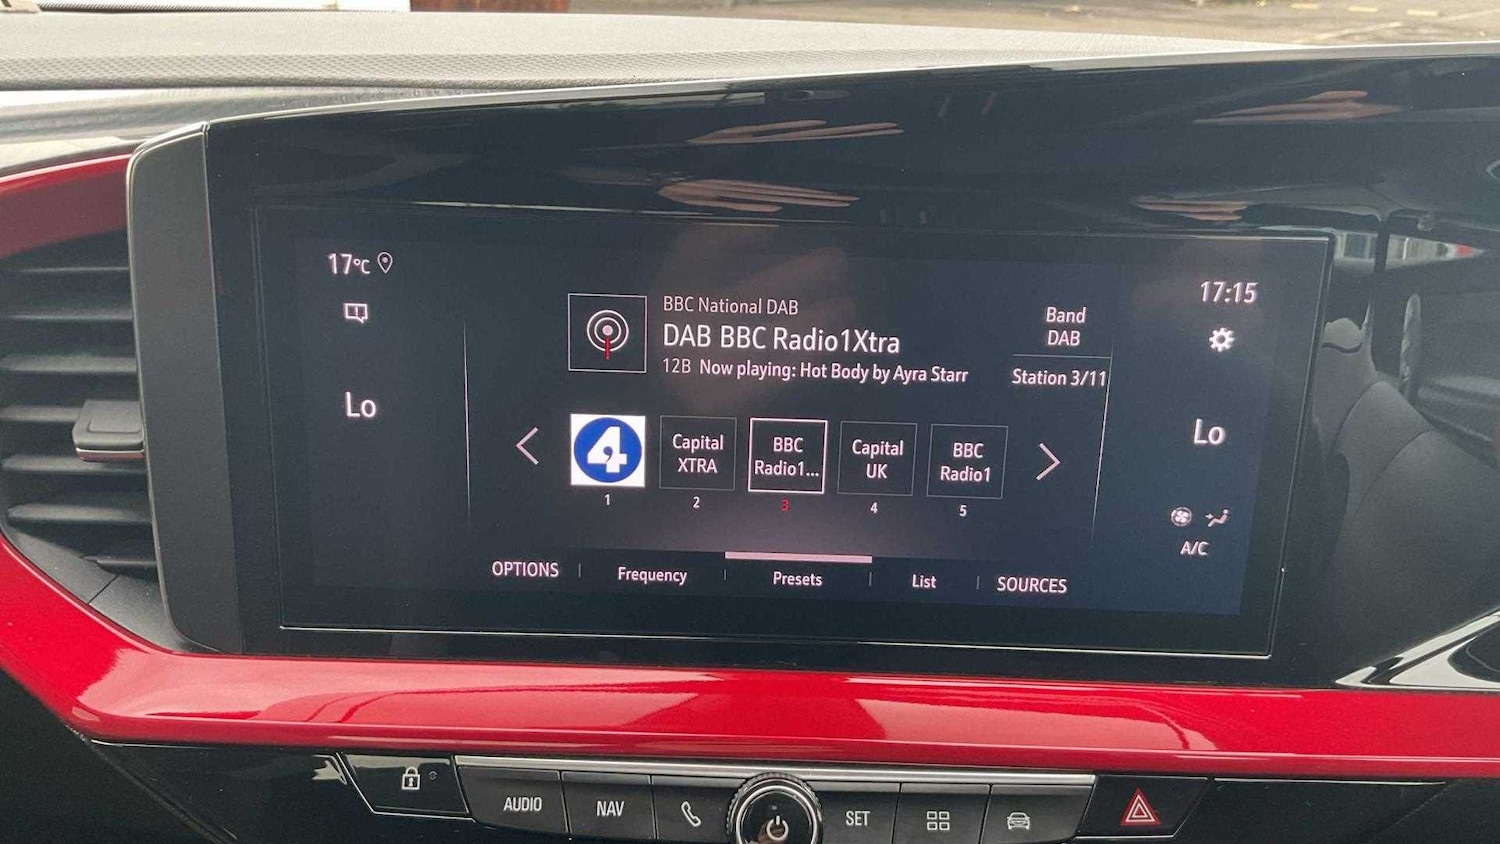 17°C
Lo
BBC National DAB
DAB BBC Radio1Xtra
12B Now playing: Hot Body by Ayra Starr
Band
DAB
Station 3/11
17:15
Lo
A/C
4
Capital
XTRA
BBC
Radio1...
Capital
UK
BBC
Radio1
1
2
3
4
5
OPTIONS
Frequency
Presets
List
SOURCES
AUDIO
NAV
SET